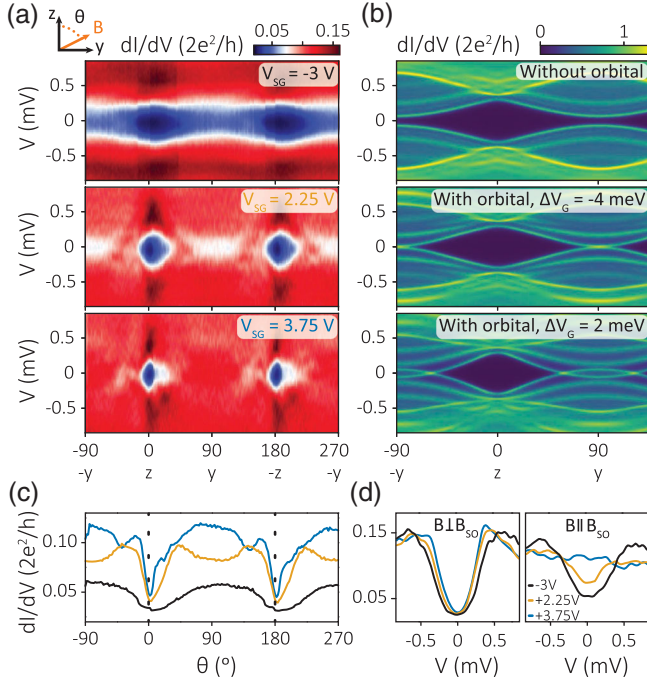 (a)
z
θ
B
y
dI/dV (2e²/h)
0.05
0.10
0.15
V (mV)
0.5
0
-0.5
V_SG = -3 V
V (mV)
0.5
0
-0.5
V_SG = 2.25 V
V (mV)
0.5
0
-0.5
V_SG = 3.75 V
-90 0 90 180 270
-y z y -z -y
(b)
dI/dV (2e²/h)
0 1
0.5
0
-0.5
Without orbital
0.5
0
-0.5
With orbital, ΔV_G = -4 meV
0.5
0
-0.5
With orbital, ΔV_G = 2 meV
-90 0 90
-y z y
(c)
dI/dV (2e²/h)
0.10
0.05
-90 0 90 180 270
θ (°)
(d)
0.15
0.05
B⊥B_SO
-0.5 0 0.5
V (mV)
B∥B_SO
-3V
+2.25V
+3.75V
-0.5 0 0.5
V (mV)